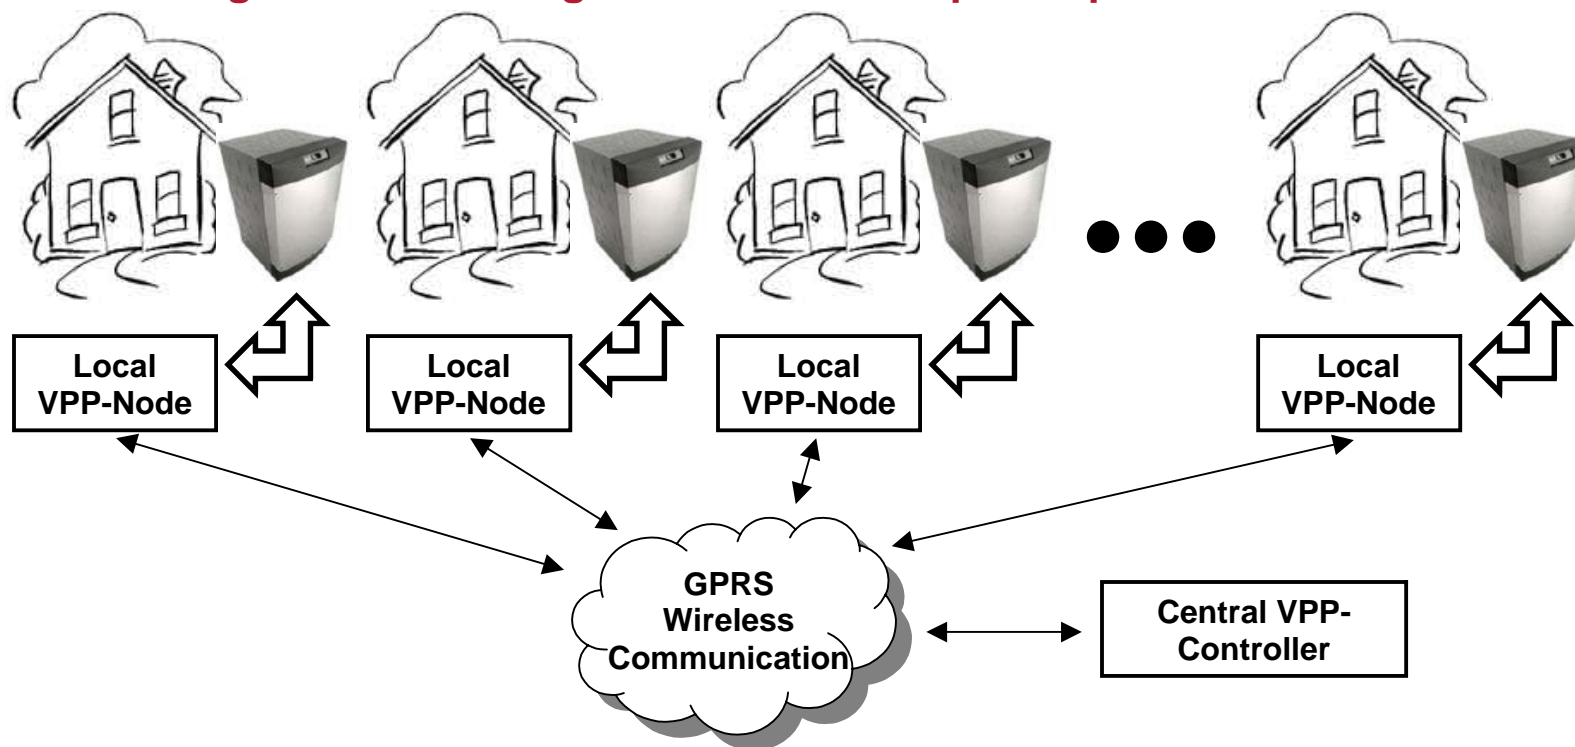 Local
VPP-Node
Local
VPP-Node
Local
VPP-Node
Local
VPP-Node
GPRS
Wireless
Communication
Central VPP-
Controller